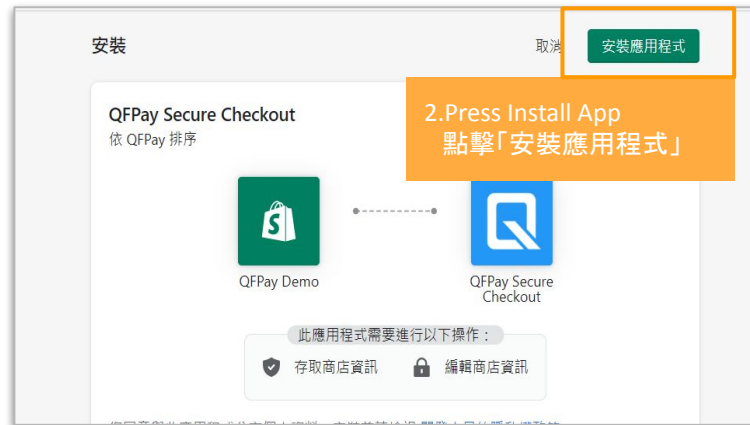 安裝
取消
安裝應用程式
QFPay Secure Checkout
依 QFPay 排序
2.Press Install App
點擊「安裝應用程式」
QFPay Demo
QFPay Secure
Checkout
此應用程式需要進行以下操作：
存取商店資訊
編輯商店資訊